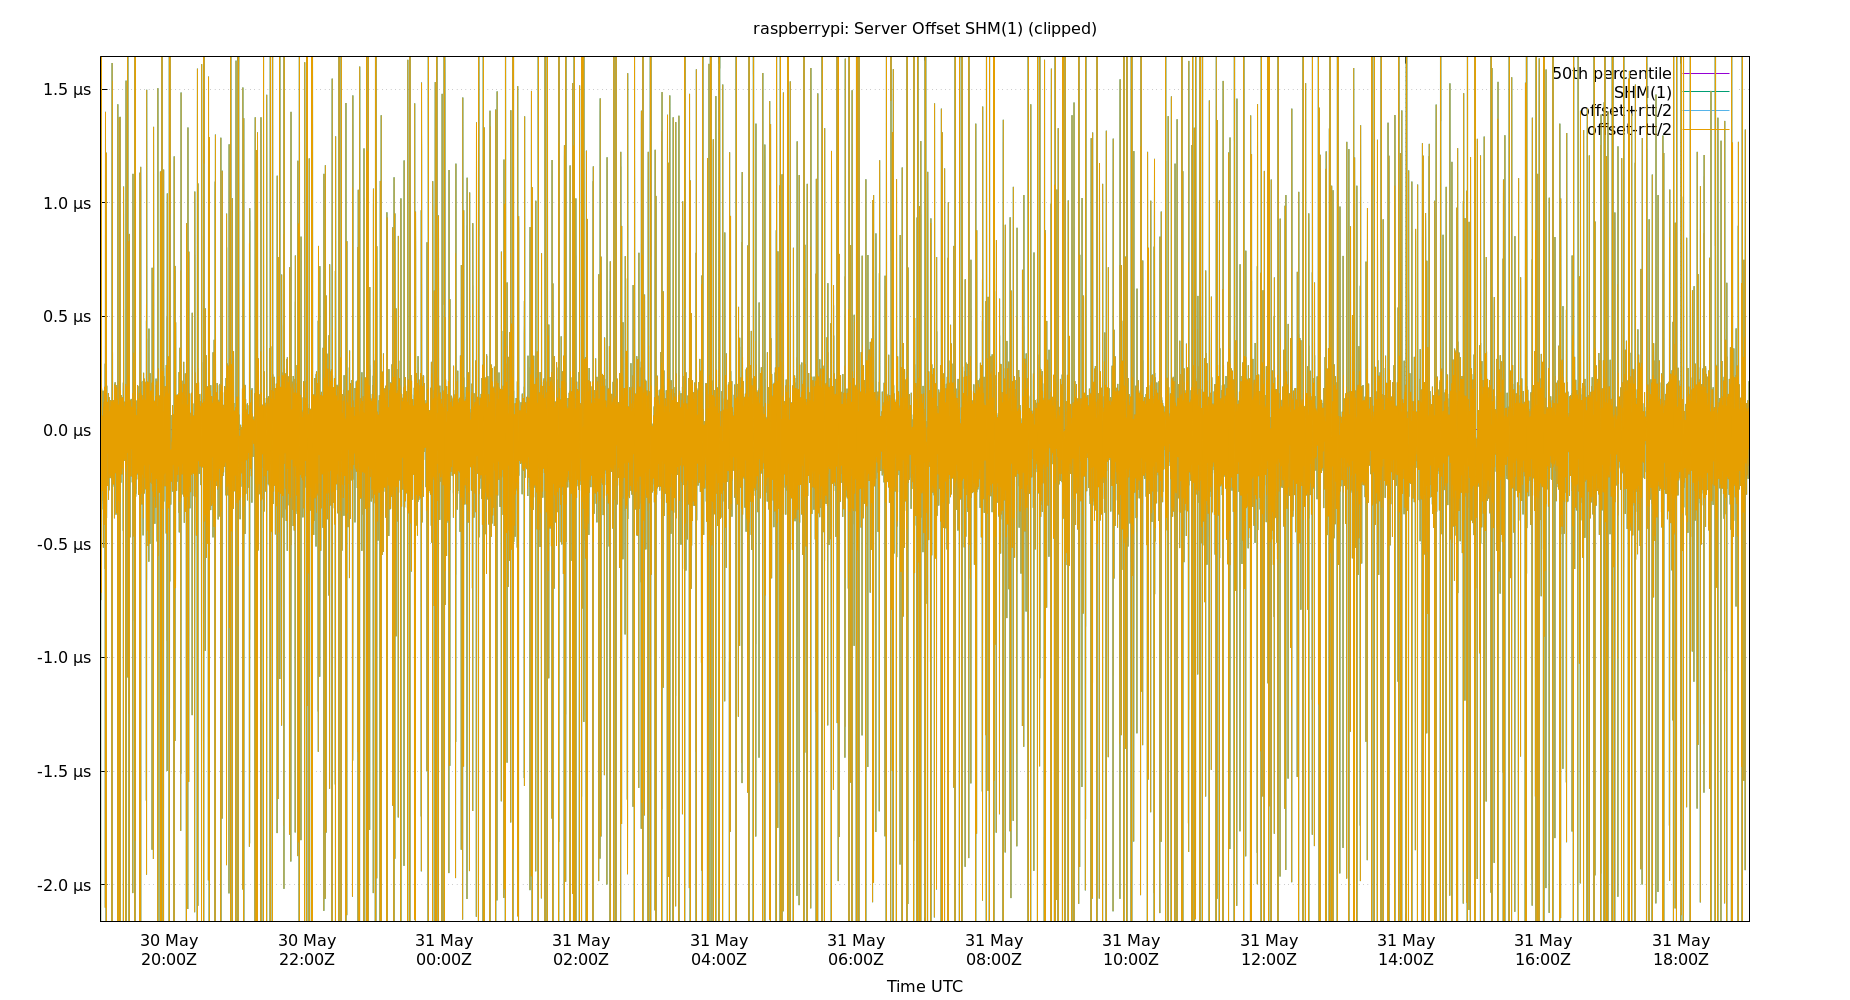 raspberrypi: Server Offset SHM(1) (clipped)
50th percentile
SHM(1)
offset+rtt/2
offset-rtt/2
1.5 µs
1.0 µs
0.5 µs
0.0 µs
-0.5 µs
-1.0 µs
-1.5 µs
-2.0 µs
30 May 30 May 31 May 31 May 31 May 31 May 31 May 31 May 31 May 31 May 31 May 31 May
20:00Z 22:00Z 00:00Z 02:00Z 04:00Z 06:00Z 08:00Z 10:00Z 12:00Z 14:00Z 16:00Z 18:00Z
Time UTC